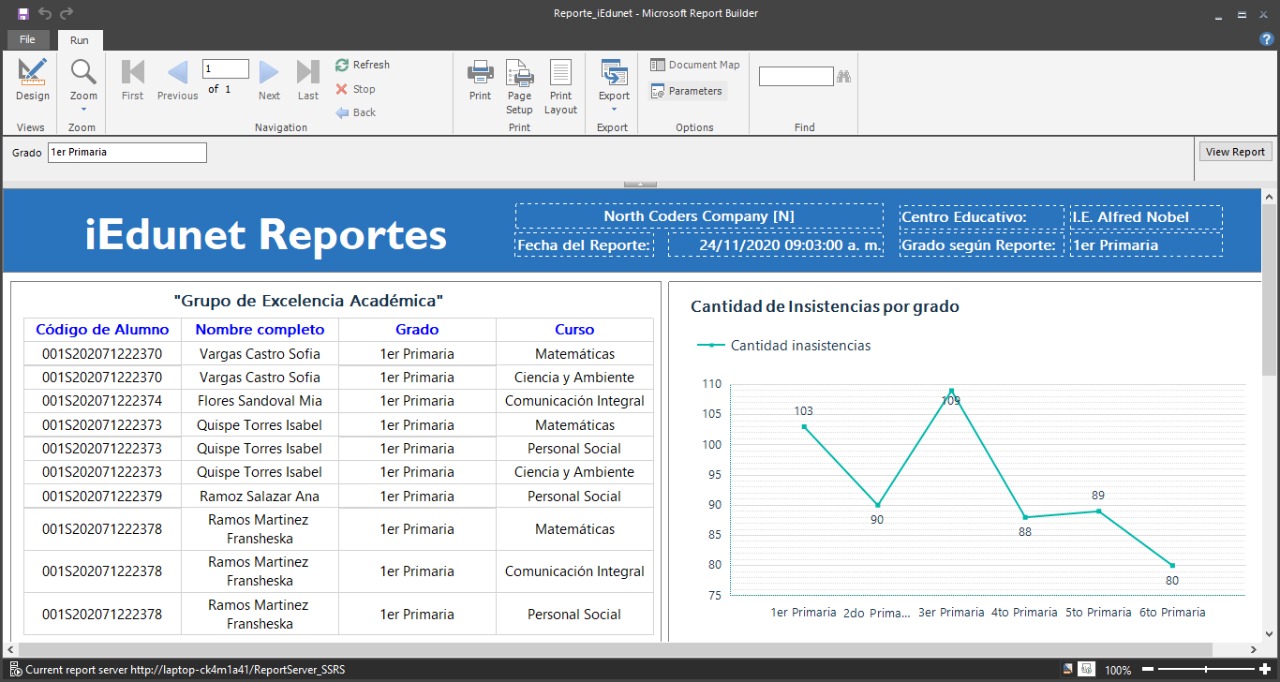 Reporte_iEdunet - Microsoft Report Builder
File
Run
Design
Views
Zoom
Zoom
First
Previous
1
of 1
Next
Last
Refresh
Stop
Back
Navigation
Print
Page Setup
Print Layout
Print
Export
Export
Document Map
Parameters
Options
Find
Grado 1er Primaria
View Report
iEdunet Reportes
North Coders Company [N]
Fecha del Reporte: 24/11/2020 09:03:00 a. m.
Centro Educativo: I.E. Alfred Nobel
Grado según Reporte: 1er Primaria
"Grupo de Excelencia Académica"
Código de Alumno Nombre completo Grado Curso
001S202071222370 Vargas Castro Sofia 1er Primaria Matemáticas
001S202071222370 Vargas Castro Sofia 1er Primaria Ciencia y Ambiente
001S202071222374 Flores Sandoval Mia 1er Primaria Comunicación Integral
001S202071222373 Quispe Torres Isabel 1er Primaria Matemáticas
001S202071222373 Quispe Torres Isabel 1er Primaria Personal Social
001S202071222373 Quispe Torres Isabel 1er Primaria Ciencia y Ambiente
001S202071222379 Ramoz Salazar Ana 1er Primaria Personal Social
001S202071222378 Ramos Martinez Fransheska 1er Primaria Matemáticas
001S202071222378 Ramos Martinez Fransheska 1er Primaria Comunicación Integral
001S202071222378 Ramos Martinez Fransheska 1er Primaria Personal Social
Cantidad de Insistencias por grado
Cantidad inasistencias
110
105
100
95
90
85
80
75
103
90
109
88
89
80
1er Primaria 2do Prima... 3er Primaria 4to Primaria 5to Primaria 6to Primaria
Current report server http://laptop-ck4m1a41/ReportServer_SSRS
100%